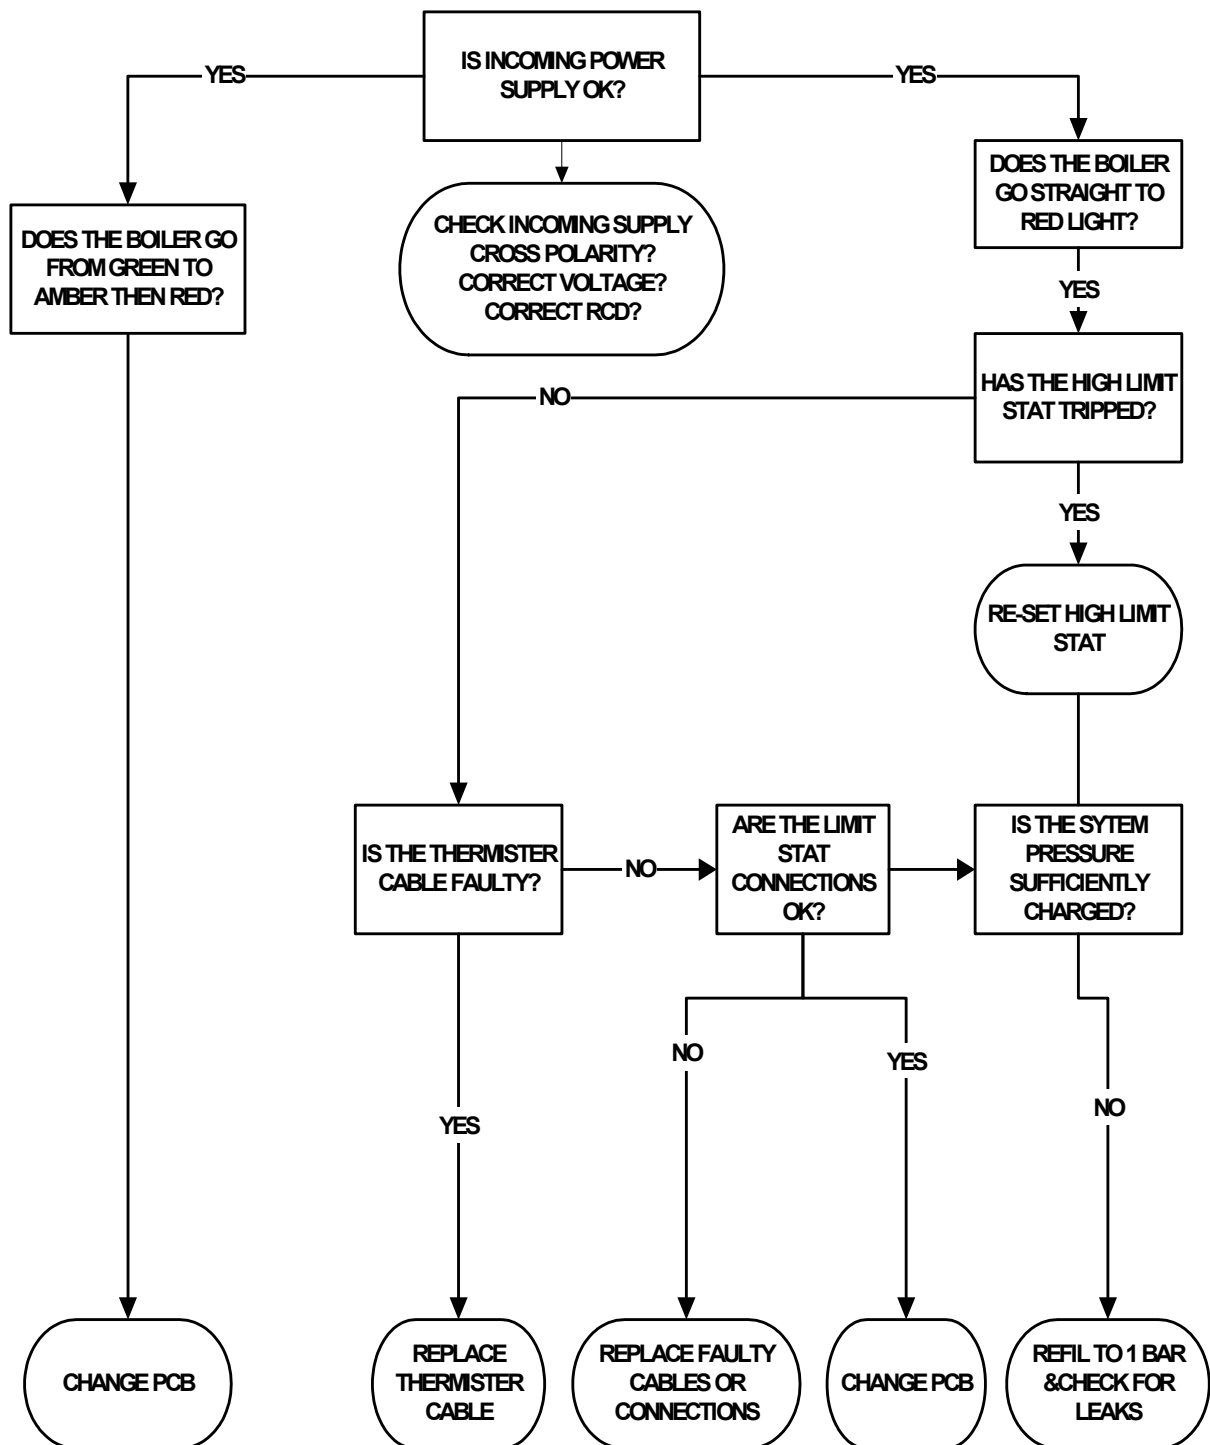 IS INCOMING POWER
SUPPLY OK?
YES
YES
DOES THE BOILER
GO STRAIGHT TO
RED LIGHT?
DOES THE BOILER GO
FROM GREEN TO
AMBER THEN RED?
CHECK INCOMING SUPPLY
CROSS POLARITY?
CORRECT VOLTAGE?
CORRECT RCD?
YES
HAS THE HIGH LIMIT
STAT TRIPPED?
NO
YES
RE-SET HIGH LIMIT
STAT
IS THE THERMISTER
CABLE FAULTY?
NO
ARE THE LIMIT
STAT
CONNECTIONS
OK?
IS THE SYTEM
PRESSURE
SUFFICIENTLY
CHARGED?
NO
YES
NO
YES
CHANGE PCB
REPLACE
THERMISTER
CABLE
REPLACE FAULTY
CABLES OR
CONNECTIONS
CHANGE PCB
REFIL TO 1 BAR
&CHECK FOR
LEAKS